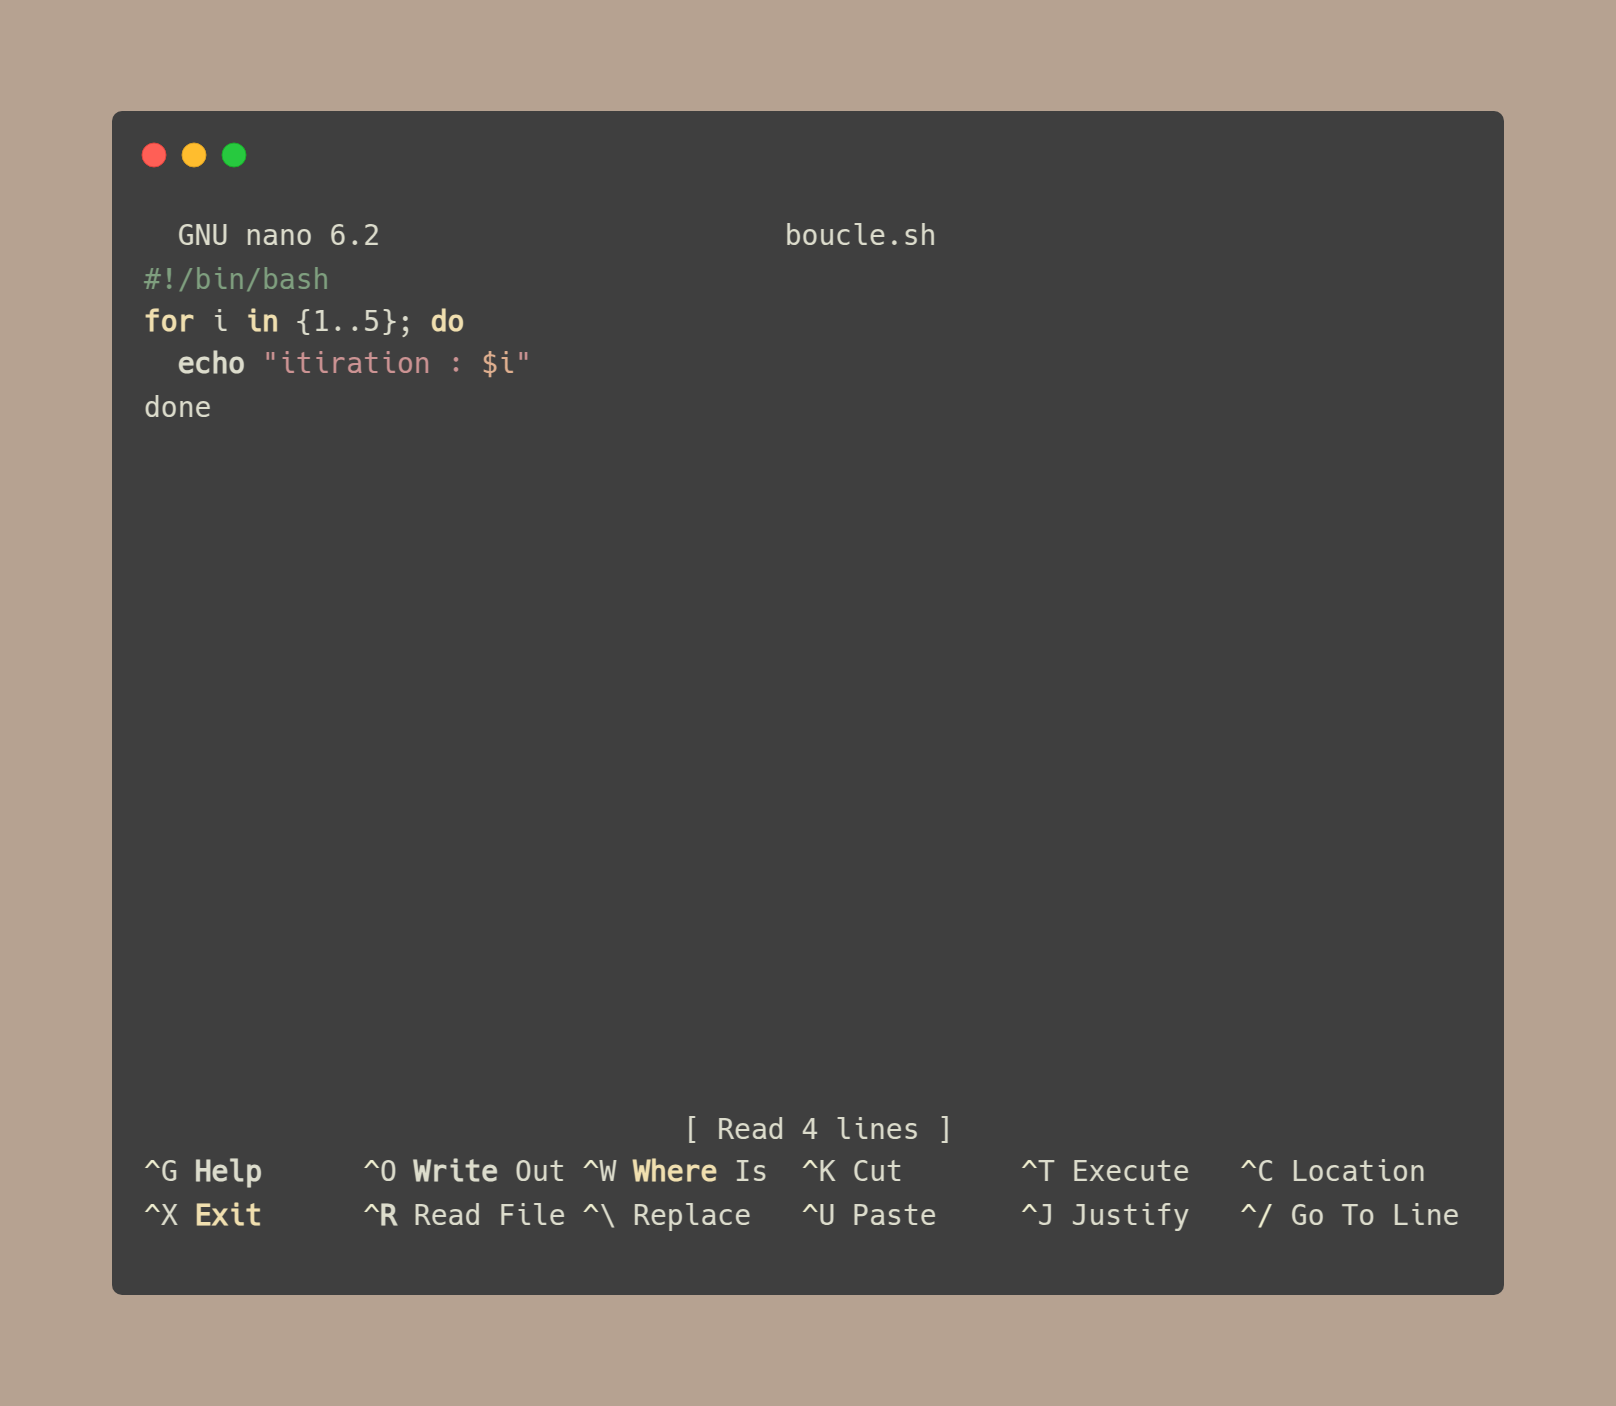 GNU nano 6.2 boucle.sh
#!/bin/bash
for i in {1..5}; do
  echo "itiration : $i"
done
[ Read 4 lines ]
^G Help ^O Write Out ^W Where Is ^K Cut ^T Execute ^C Location
^X Exit ^R Read File ^\ Replace ^U Paste ^J Justify ^/ Go To Line